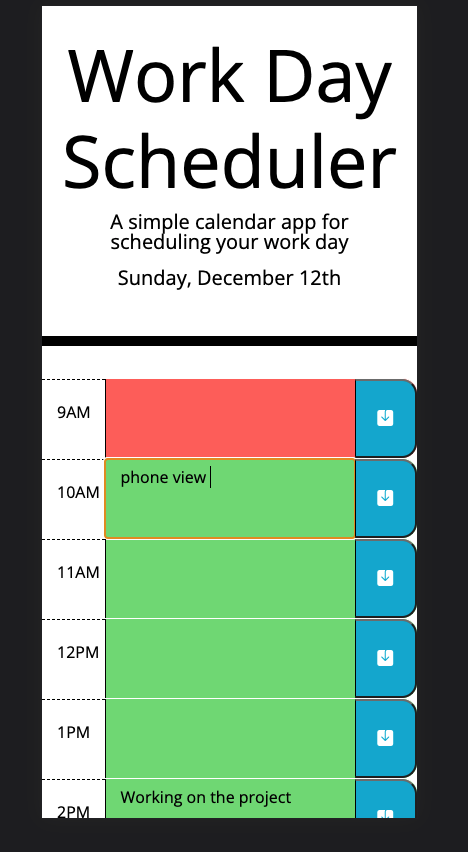 Work Day
Scheduler
A simple calendar app for
scheduling your work day
Sunday, December 12th
9AM
10AM
phone view
11AM
12PM
1PM
2PM
Working on the project